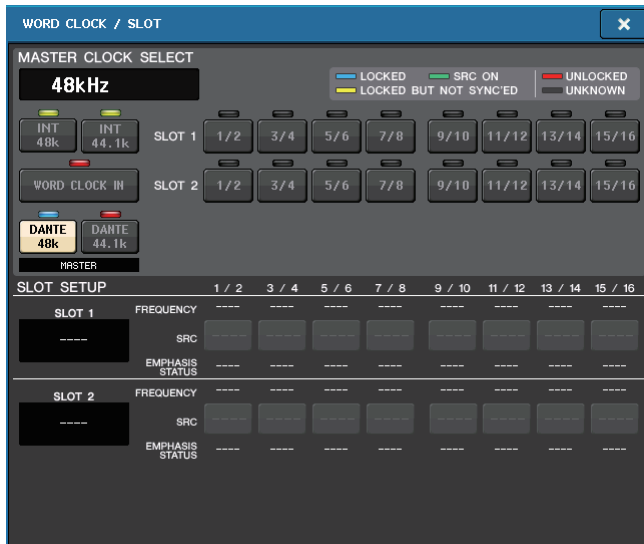 WORD CLOCK / SLOT
MASTER CLOCK SELECT
48kHz
LOCKED SRC ON UNLOCKED
LOCKED BUT NOT SYNC'ED UNKNOWN
INT 48k INT 44.1k
SLOT 1 1/2 3/4 5/6 7/8 9/10 11/12 13/14 15/16
WORD CLOCK IN
SLOT 2 1/2 3/4 5/6 7/8 9/10 11/12 13/14 15/16
DANTE 48k DANTE 44.1k
MASTER
SLOT SETUP 1 / 2 3 / 4 5 / 6 7 / 8 9 / 10 11 / 12 13 / 14 15 / 16
SLOT 1
----
FREQUENCY ---- ---- ---- ---- ---- ---- ---- ----
SRC ---- ---- ---- ---- ---- ---- ---- ----
EMPHASIS STATUS ---- ---- ---- ---- ---- ---- ---- ----
SLOT 2
----
FREQUENCY ---- ---- ---- ---- ---- ---- ---- ----
SRC ---- ---- ---- ---- ---- ---- ---- ----
EMPHASIS STATUS ---- ---- ---- ---- ---- ---- ---- ----